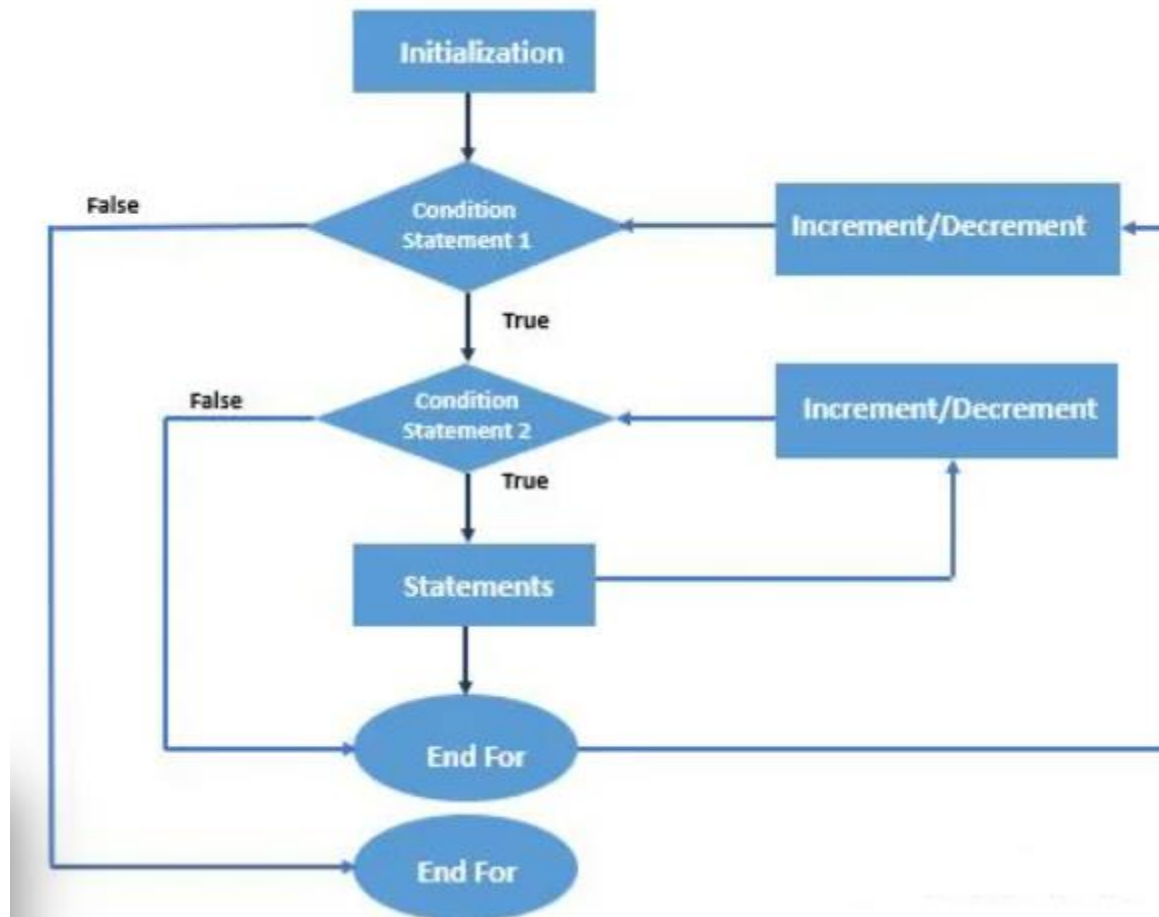 Initialization
False
Condition
Statement 1
Increment/Decrement
True
False
Condition
Statement 2
Increment/Decrement
True
Statements
End For
End For